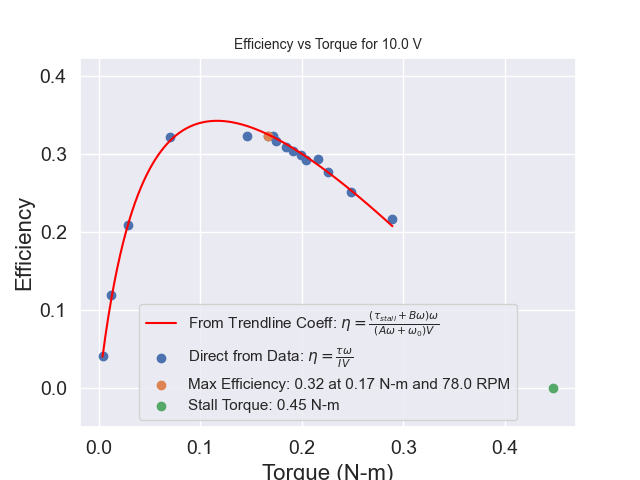 Efficiency vs Torque for 10.0 V
0.4
0.3
0.2
0.1
0.0
Efficiency
From Trendline Coeff: η = (τ_stall + Bω)ω / (Aω + ω₀)V
Direct from Data: η = τω / IV
Max Efficiency: 0.32 at 0.17 N-m and 78.0 RPM
Stall Torque: 0.45 N-m
0.0 0.1 0.2 0.3 0.4
Torque (N-m)